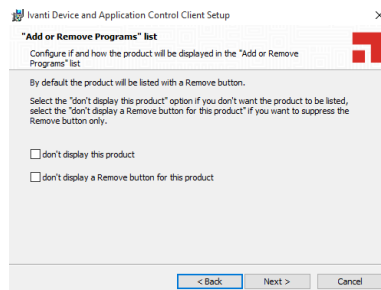 Ivanti Device and Application Control Client Setup
"Add or Remove Programs" list
Configure if and how the product will be displayed in the "Add or Remove
Programs" list
By default the product will be listed with a Remove button.
Select the "don't display this product" option if you don't want the product to be listed,
select the "don't display a Remove button for this product" if you want to suppress the
Remove button only.
don't display this product
don't display a Remove button for this product
< Back Next > Cancel